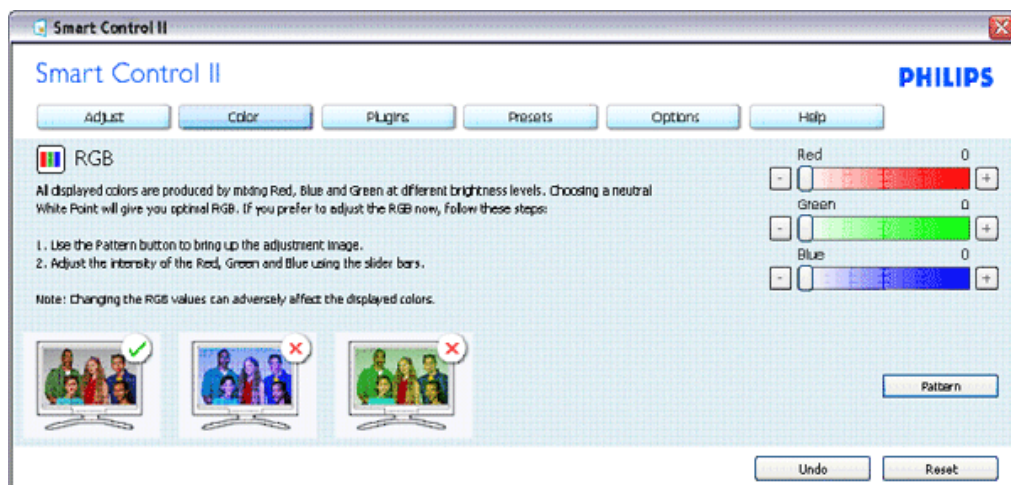 Smart Control II
Smart Control II
PHILIPS
Adjust Color Plugins Presets Options Help
RGB
All displayed colors are produced by mixing Red, Blue and Green at different brightness levels. Choosing a neutral
White Point will give you optimal RGB. If you prefer to adjust the RGB now, follow these steps:
1. Use the Pattern button to bring up the adjustment image.
2. Adjust the intensity of the Red, Green and Blue using the slider bars.
Note: Changing the RGB values can adversely affect the displayed colors.
Red 0
- +
Green 0
- +
Blue 0
- +
Pattern
Undo Reset